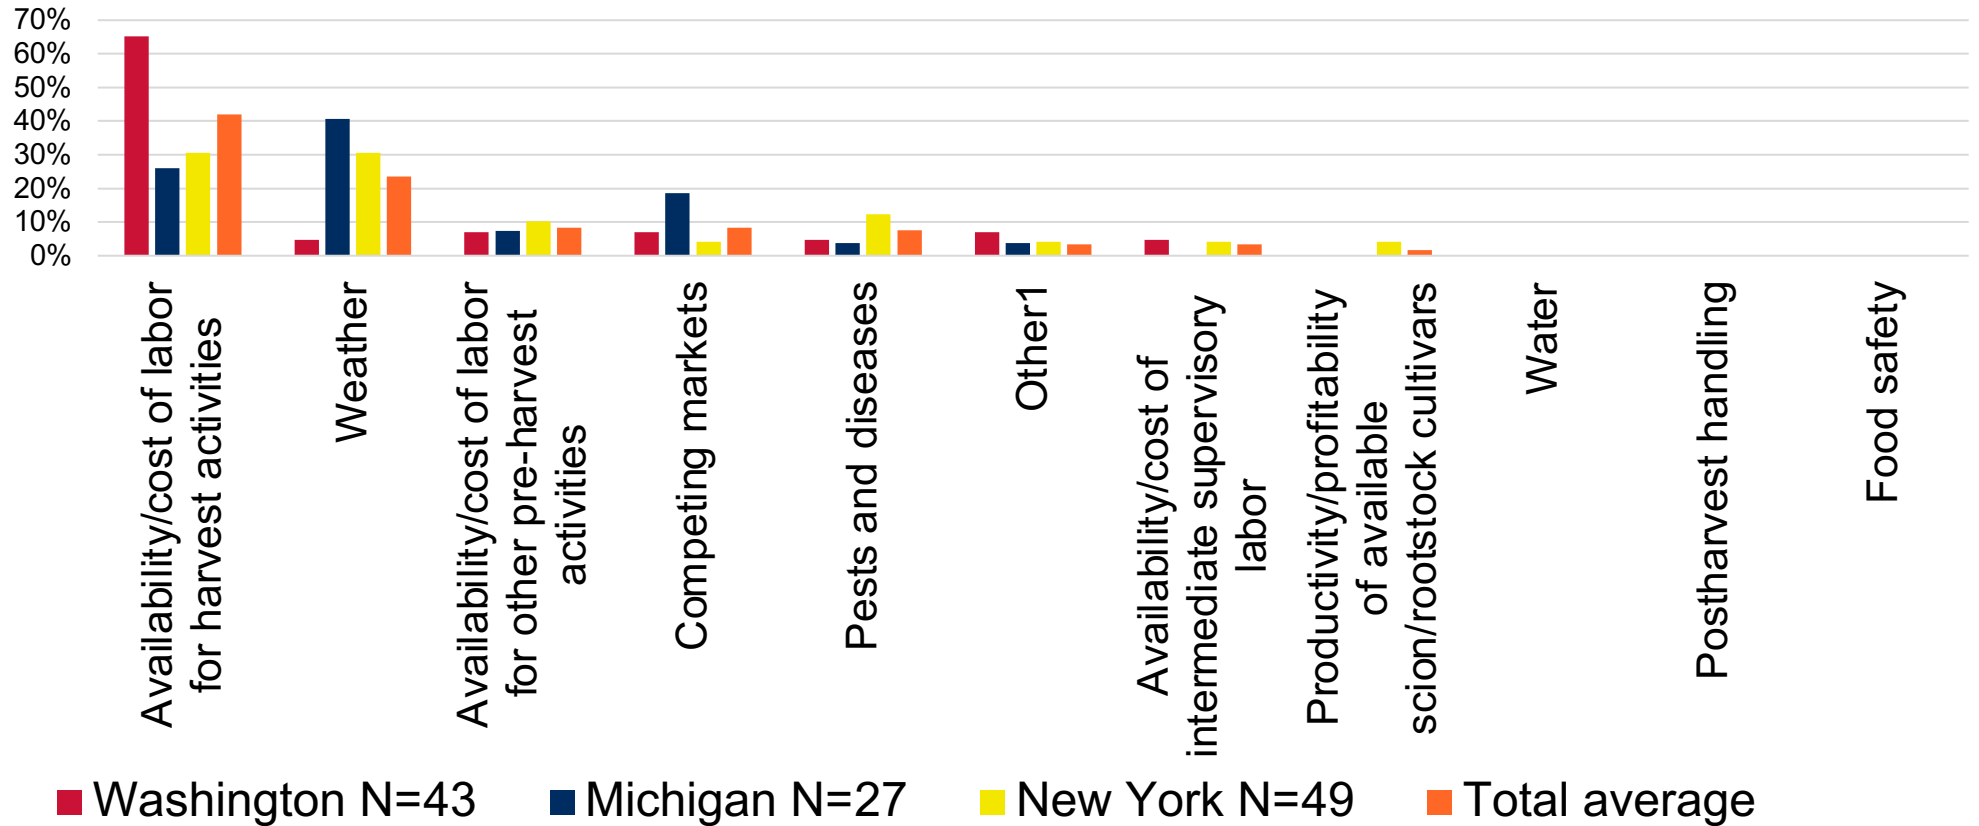 70%
60%
50%
40%
30%
20%
10%
0%
Availability/cost of labor
for harvest activities
Weather
Availability/cost of labor
for other pre-harvest
activities
Competing markets
Pests and diseases
Other1
Availability/cost of
intermediate supervisory
labor
Productivity/profitability
of available
scion/rootstock cultivars
Water
Postharvest handling
Food safety
Washington N=43
Michigan N=27
New York N=49
Total average